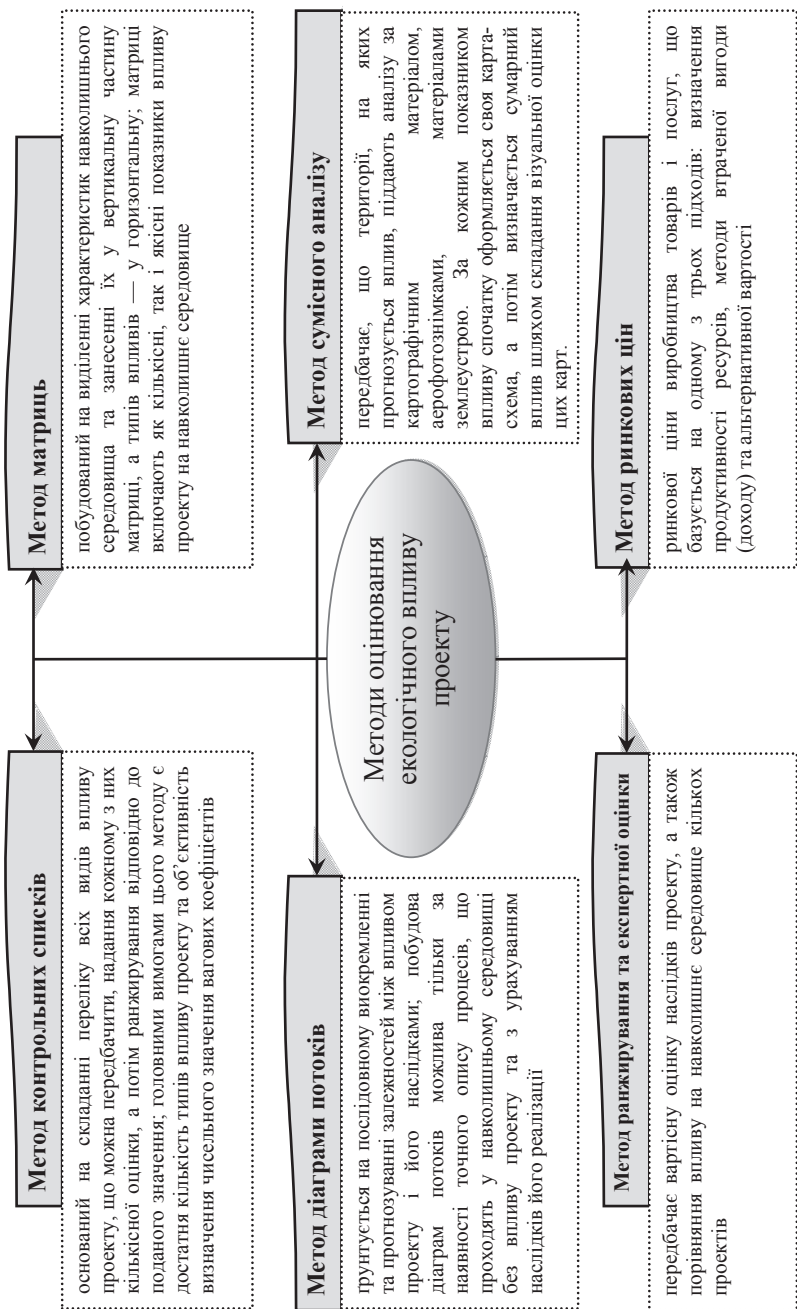 Метод контрольних списків
оснований на складанні переліку всіх видів впливу
проекту, що можна передбачити, надання кожному з них
кількісної оцінки, а потім ранжирування відповідно до
поданого значення; головними вимогами цього методу є
достатня кількість типів впливу проекту та об’єктивність
визначення чисельного значення вагових коефіцієнтів
Метод матриць
побудований на виділенні характеристик навколишнього
середовища та занесенні їх у вертикальну частину
матриці, а типів впливів — у горизонтальну; матриці
включають як кількісні, так і якісні показники впливу
проекту на навколишнє середовище
Метод діаграми потоків
ґрунтується на послідовному виокремленні
та прогнозуванні залежностей між впливом
проекту і його наслідками; побудова
діаграм потоків можлива тільки за
наявності точного опису процесів, що
проходять у навколишньому середовищі
без впливу проекту та з урахуванням
наслідків його реалізації
Методи оцінювання
екологічного впливу
проекту
Метод сумісного аналізу
передбачає, що території, на яких
прогнозується вплив, піддають аналізу за
картографічним матеріалом,
аерофотознімками, матеріалами
землеустрою. За кожним показником
впливу спочатку оформляється своя карта-
схема, а потім визначається сумарний
вплив шляхом складання візуальної оцінки
цих карт.
Метод ранжирування та експертної оцінки
передбачає вартісну оцінку наслідків проекту, а також
порівняння впливу на навколишнє середовище кількох
проектів
Метод ринкових цін
ринкової ціни виробництва товарів і послуг, що
базується на одному з трьох підходів: визначення
продуктивності ресурсів, методи втраченої вигоди
(доходу) та альтернативної вартості